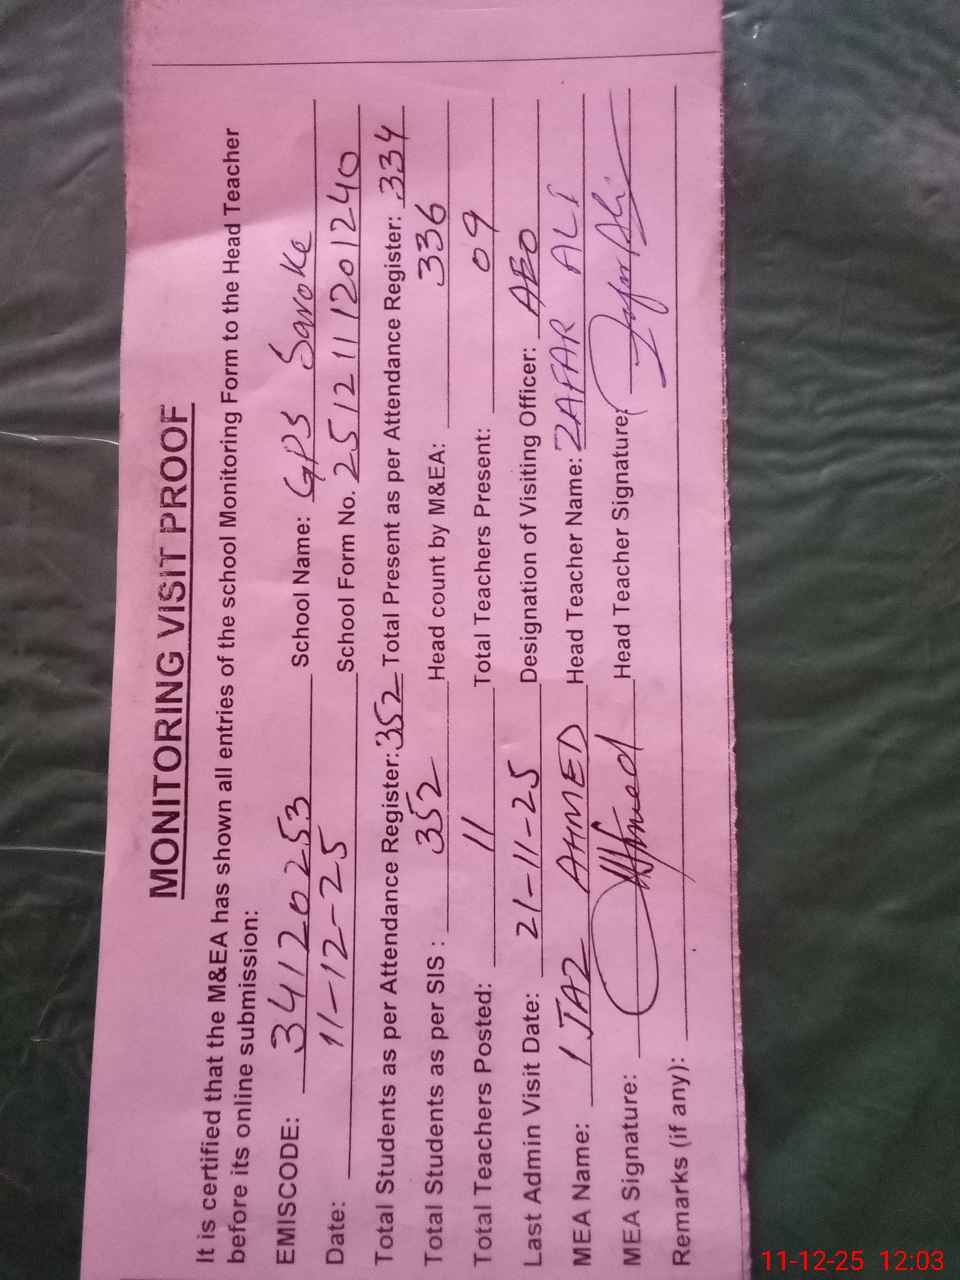 MONITORING VISIT PROOF
It is certified that the M&EA has shown all entries of the school Monitoring Form to the Head Teacher
before its online submission:
EMISCODE: 34120253 School Name: GPS Saroke
Date: 11-12-25 School Form No. 2512111201240
Total Students as per Attendance Register: 352 Total Present as per Attendance Register: 334
Total Students as per SIS : 352 Head count by M&EA: 336
Total Teachers Posted: 11 Total Teachers Present: 09
Last Admin Visit Date: 21-11-25 Designation of Visiting Officer: AEO
MEA Name: IJAZ AHMED Head Teacher Name: ZAFAR ALI
MEA Signature: Ahmed Head Teacher Signature: Zafar Ali
Remarks (if any):
11-12-25 12:03